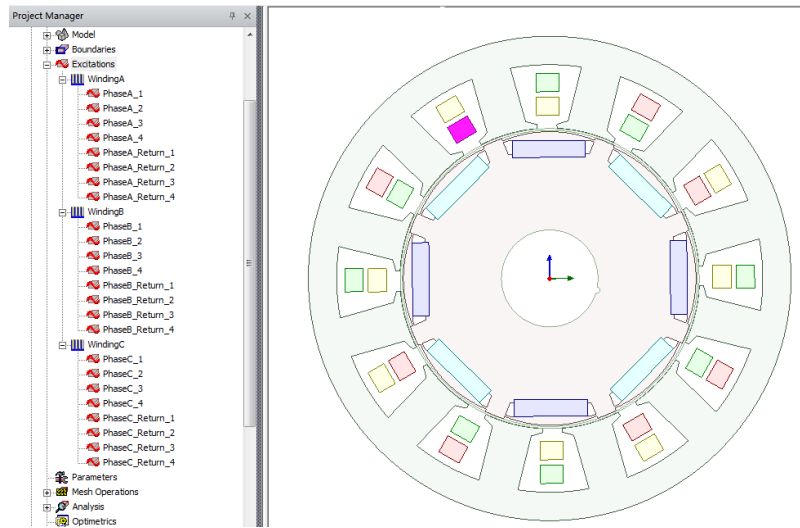 Project Manager
Model
Boundaries
Excitations
WindingA
PhaseA_1
PhaseA_2
PhaseA_3
PhaseA_4
PhaseA_Return_1
PhaseA_Return_2
PhaseA_Return_3
PhaseA_Return_4
WindingB
PhaseB_1
PhaseB_2
PhaseB_3
PhaseB_4
PhaseB_Return_1
PhaseB_Return_2
PhaseB_Return_3
PhaseB_Return_4
WindingC
PhaseC_1
PhaseC_2
PhaseC_3
PhaseC_4
PhaseC_Return_1
PhaseC_Return_2
PhaseC_Return_3
PhaseC_Return_4
Parameters
Mesh Operations
Analysis
Optimetrics